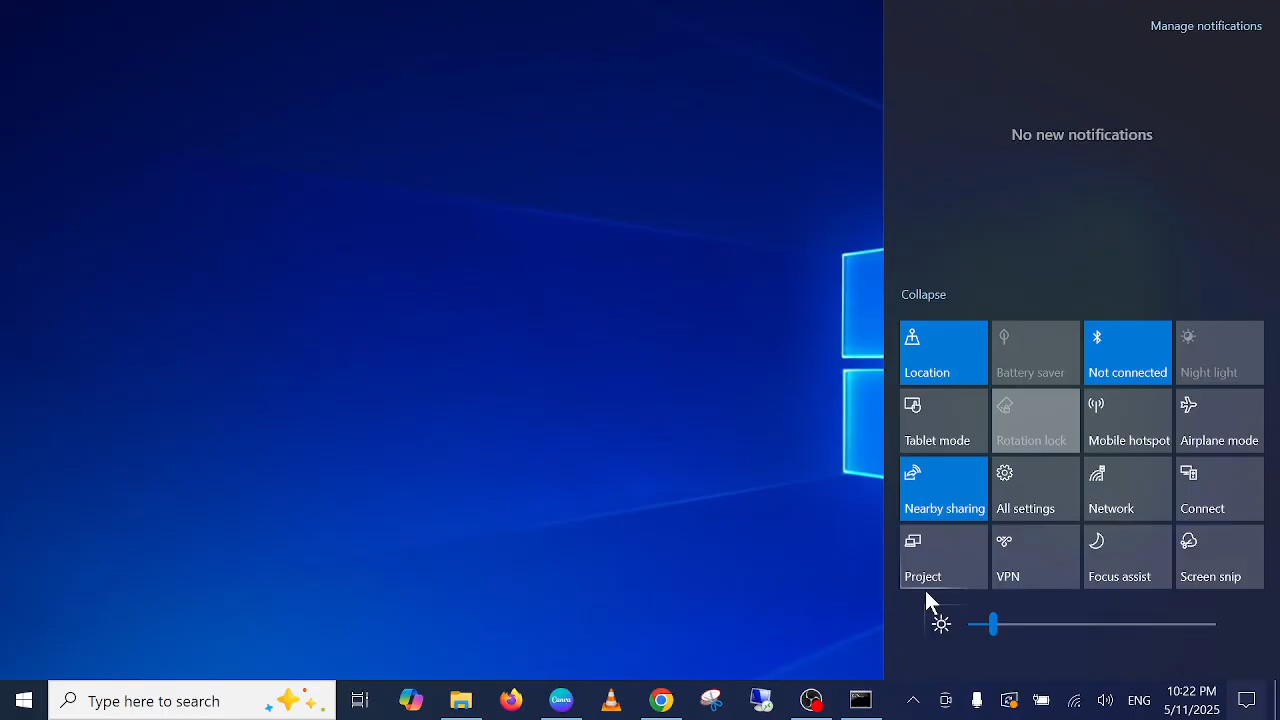 Manage notifications
No new notifications
Collapse
Location
Battery saver
Not connected
Night light
Tablet mode
Rotation lock
Mobile hotspot
Airplane mode
Nearby sharing
All settings
Network
Connect
Project
VPN
Focus assist
Screen snip
Type here to search
ENG
10:22 PM
5/11/2025